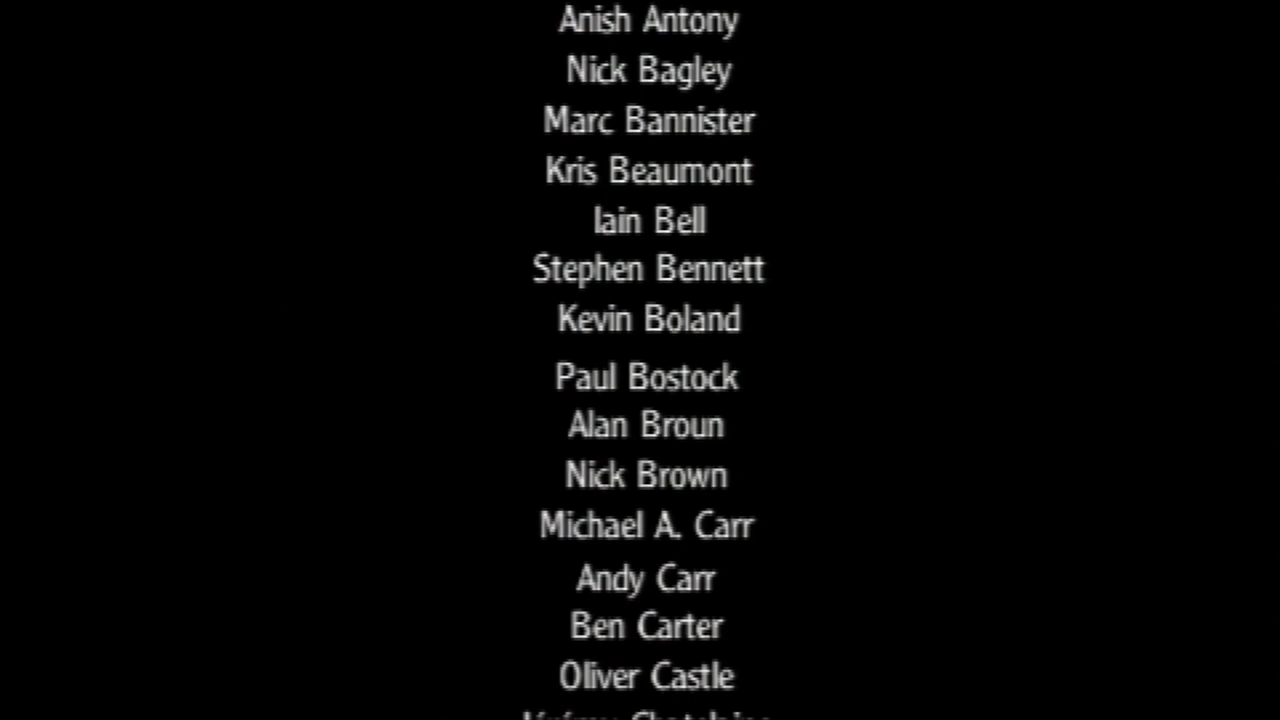 Anish Antony
Nick Bagley
Marc Bannister
Kris Beaumont
Iain Bell
Stephen Bennett
Kevin Boland
Paul Bostock
Alan Broun
Nick Brown
Michael A. Carr
Andy Carr
Ben Carter
Oliver Castle